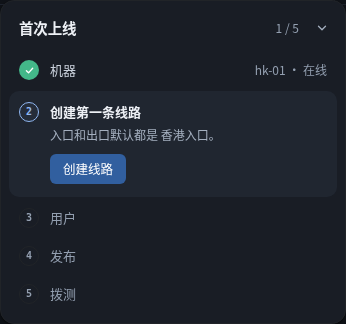 首次上线 1 / 5
机器 hk-01 • 在线
2 创建第一条线路
入口和出口默认都是 香港入口。
创建线路
3 用户
4 发布
5 拨测